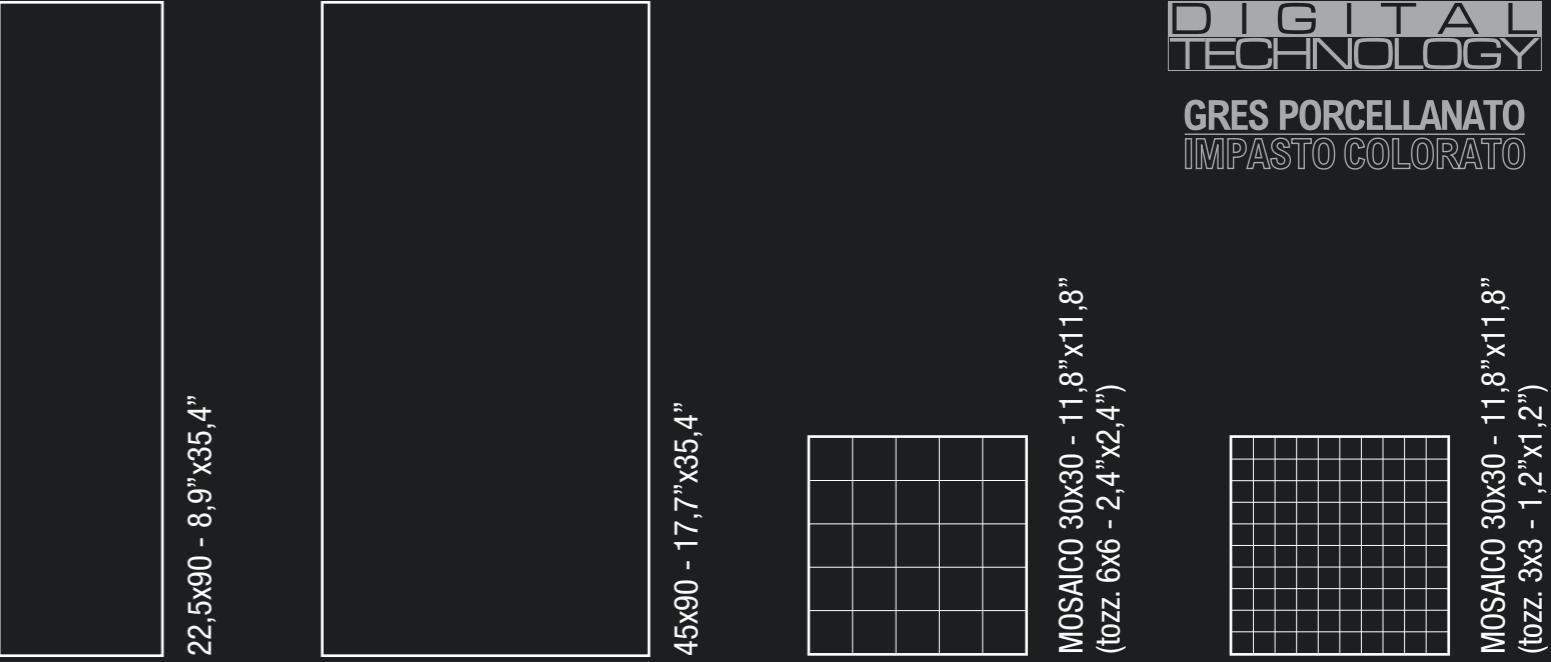 DIGITAL
TECHNOLOGY
GRES PORCELLANATO
IMPASTO COLORATO
22,5x90 - 8,9”x35,4”
45x90 - 17,7”x35,4”
MOSAICO 30x30 - 11,8”x11,8”
(tozz. 6x6 - 2,4”x2,4”)
MOSAICO 30x30 - 11,8”x11,8”
(tozz. 3x3 - 1,2”x1,2”)